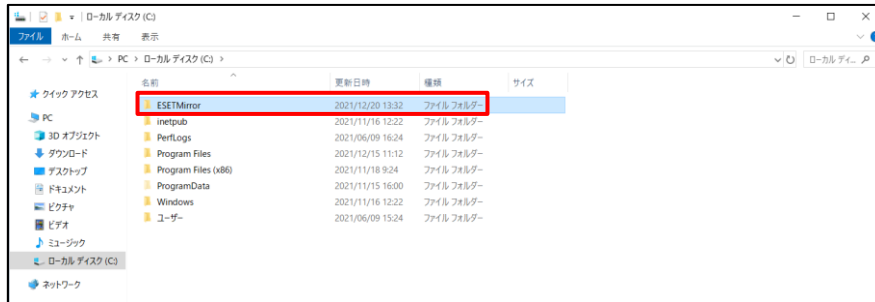 ローカル ディスク (C:)
ファイル ホーム 共有 表示
PC > ローカル ディスク (C:) > ローカル ディ...
名前 更新日時 種類 サイズ
クイック アクセス
PC
3D オブジェクト
ダウンロード
デスクトップ
ドキュメント
ピクチャ
ビデオ
ミュージック
ローカル ディスク (C:)
ネットワーク
ESETMirror 2021/12/20 13:32 ファイル フォルダー
inetpub 2021/11/16 12:22 ファイル フォルダー
PerfLogs 2021/06/09 16:24 ファイル フォルダー
Program Files 2021/12/15 11:12 ファイル フォルダー
Program Files (x86) 2021/11/18 9:24 ファイル フォルダー
ProgramData 2021/11/15 16:00 ファイル フォルダー
Windows 2021/11/16 12:22 ファイル フォルダー
ユーザー 2021/06/09 15:24 ファイル フォルダー